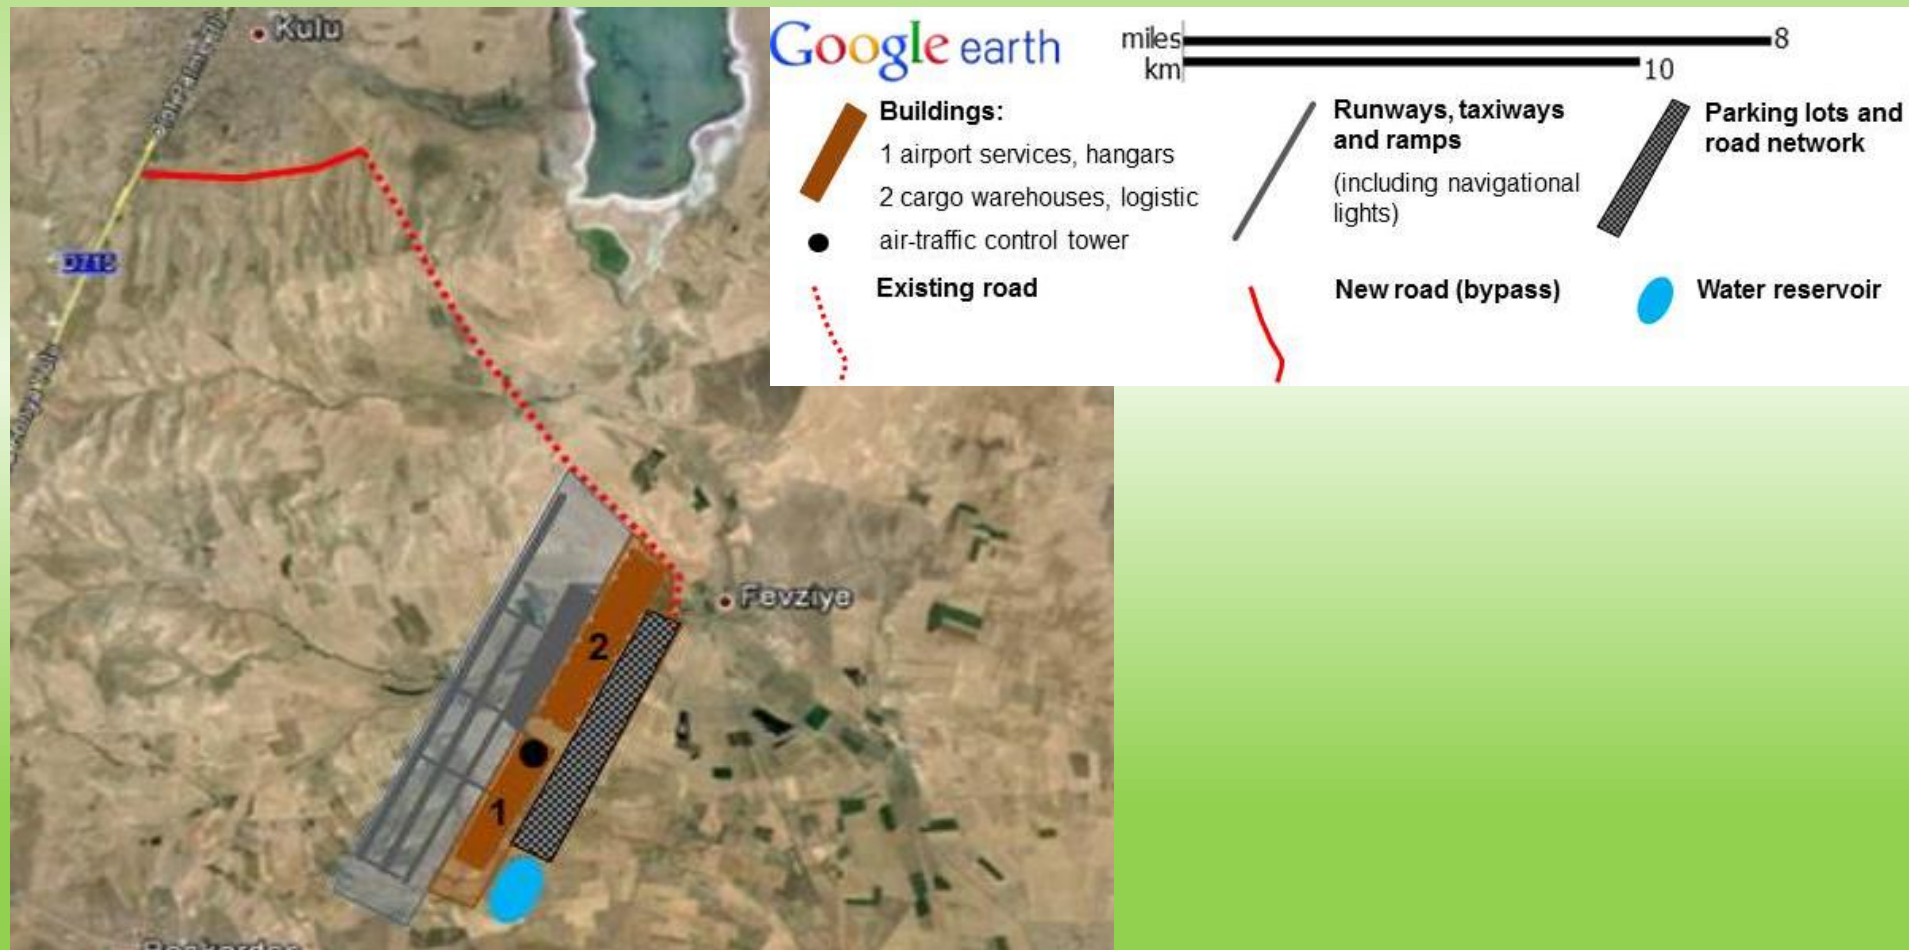 Kulu
D715
Fevziye
2
1
Google earth
miles 8
km 10
Buildings:
1 airport services, hangars
2 cargo warehouses, logistic
air-traffic control tower
Existing road
Runways, taxiways
and ramps
(including navigational
lights)
New road (bypass)
Parking lots and
road network
Water reservoir